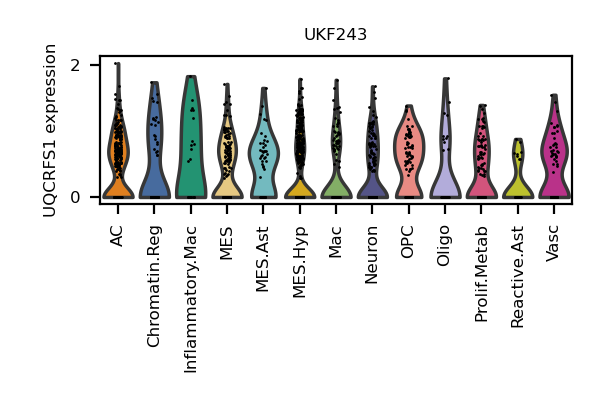 UKF243
UQCRFS1 expression
2
0
AC
Chromatin.Reg
Inflammatory.Mac
MES
MES.Ast
MES.Hyp
Mac
Neuron
OPC
Oligo
Prolif.Metab
Reactive.Ast
Vasc